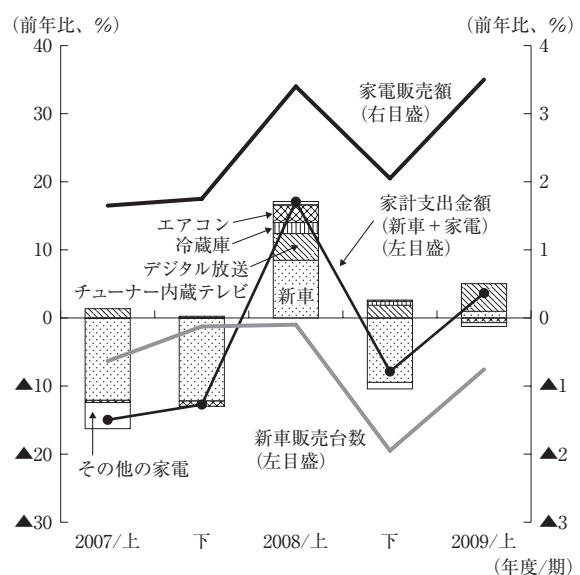 (前年比、%)
(前年比、%)
40
30
20
10
0
▲10
▲20
▲30
4
3
2
1
0
▲1
▲2
▲3
家電販売額
(右目盛)
家計支出金額
(新車+家電)
(左目盛)
エアコン
冷蔵庫
デジタル放送
チューナー内蔵テレビ
新車
その他の家電
新車販売台数
(左目盛)
2007/上
下
2008/上
下
2009/上
(年度/期)